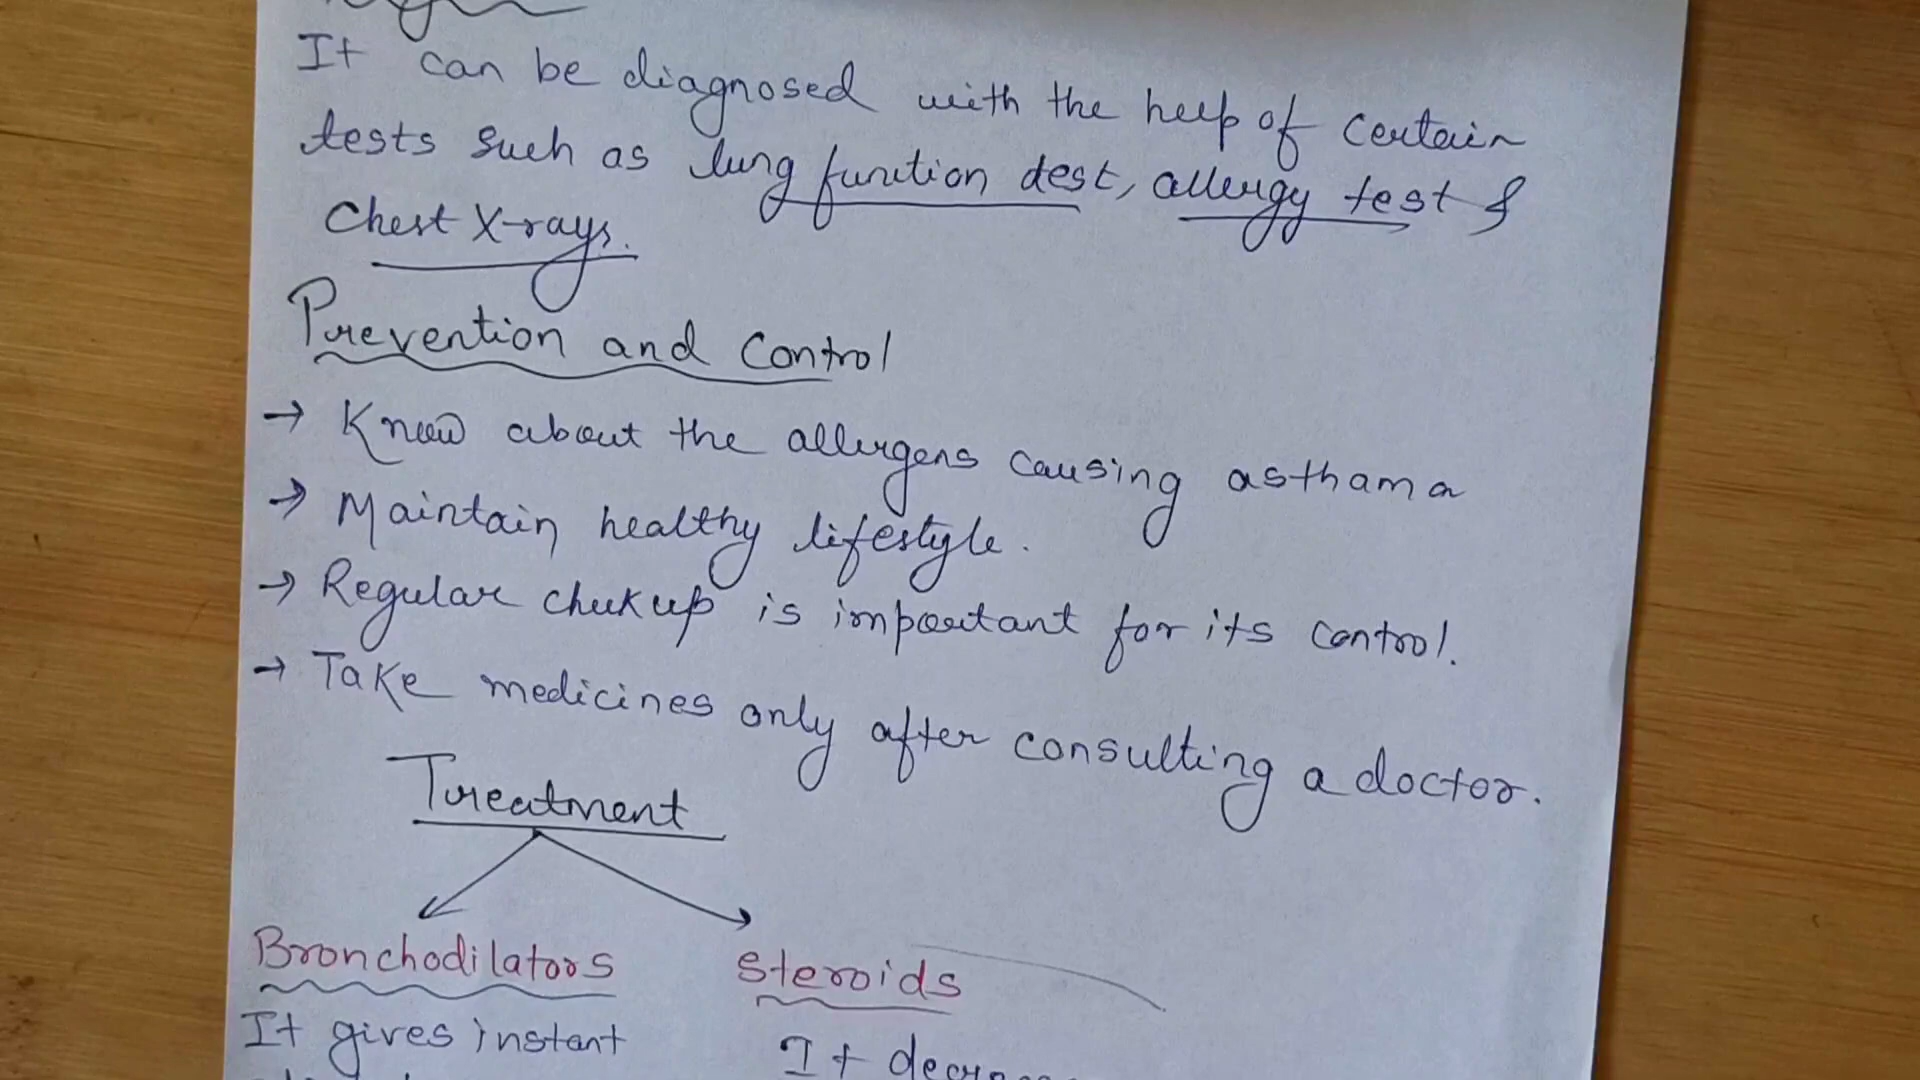 It can be diagnosed with the help of certain
tests such as lung function test, allergy test &
Chest X-rays.
Prevention and Control
→ Know about the allergens causing asthama
→ Maintain healthy lifestyle.
→ Regular checkup is important for its control.
→ Take medicines only after consulting a doctor.
Treatment
Bronchodilators steroids
It gives instant It